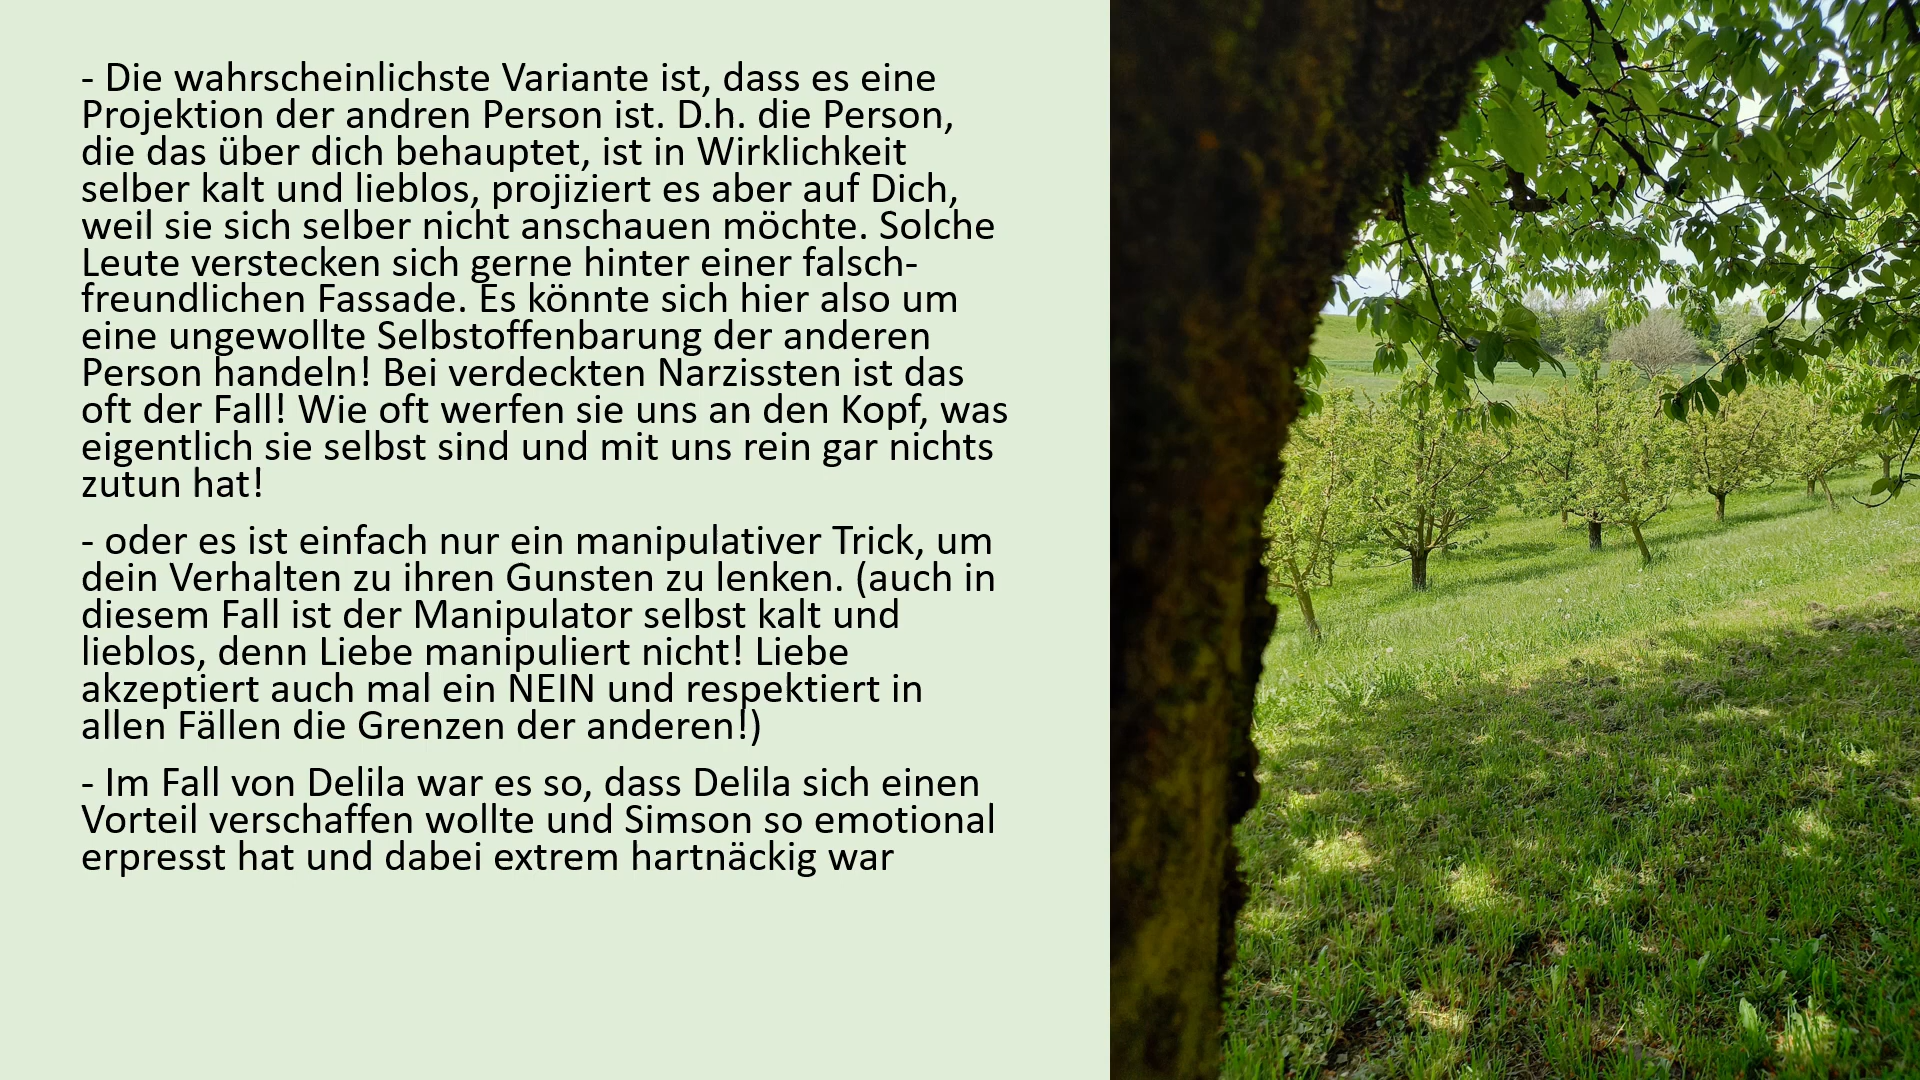 - Die wahrscheinlichste Variante ist, dass es eine
Projektion der andren Person ist. D.h. die Person,
die das über dich behauptet, ist in Wirklichkeit
selber kalt und lieblos, projiziert es aber auf Dich,
weil sie sich selber nicht anschauen möchte. Solche
Leute verstecken sich gerne hinter einer falsch-
freundlichen Fassade. Es könnte sich hier also um
eine ungewollte Selbstoffenbarung der anderen
Person handeln! Bei verdeckten Narzissten ist das
oft der Fall! Wie oft werfen sie uns an den Kopf, was
eigentlich sie selbst sind und mit uns rein gar nichts
zutun hat!
- oder es ist einfach nur ein manipulativer Trick, um
dein Verhalten zu ihren Gunsten zu lenken. (auch in
diesem Fall ist der Manipulator selbst kalt und
lieblos, denn Liebe manipuliert nicht! Liebe
akzeptiert auch mal ein NEIN und respektiert in
allen Fällen die Grenzen der anderen!)
- Im Fall von Delila war es so, dass Delila sich einen
Vorteil verschaffen wollte und Simson so emotional
erpresst hat und dabei extrem hartnäckig war